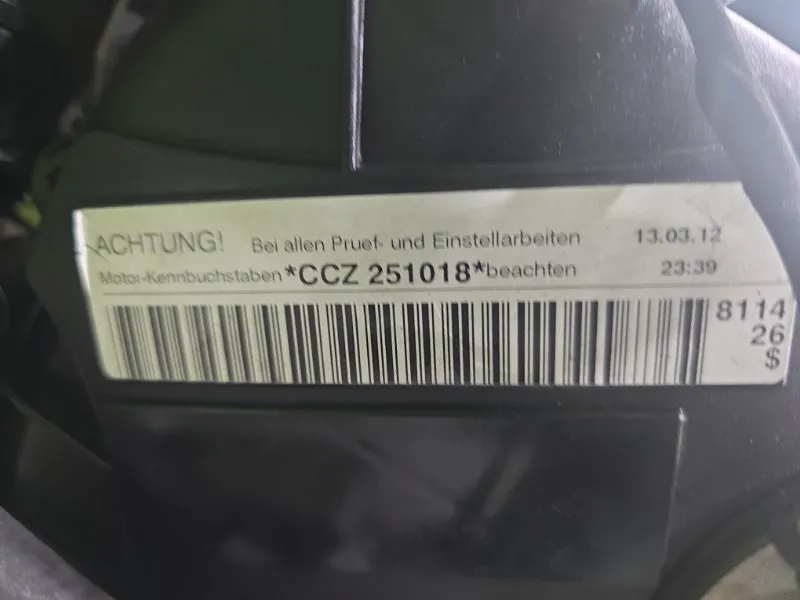 ACHTUNG! Bei allen Pruef- und Einstellarbeiten 13.03.12
Motor-Kennbuchstaben *CCZ 251018* beachten 23:39
8114
26
$